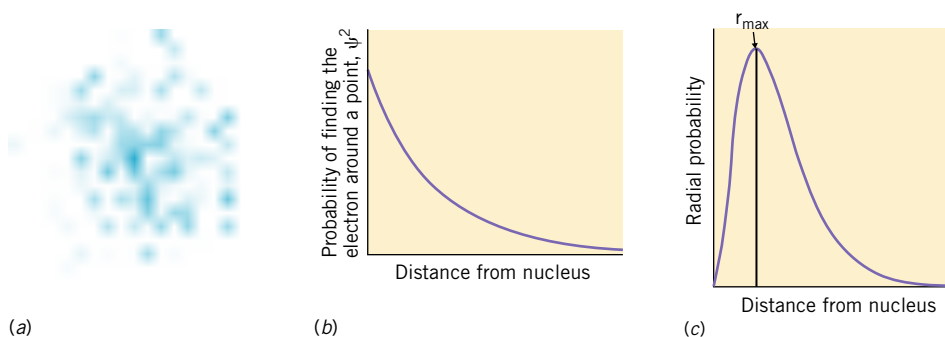 Probability of finding the
electron around a point, ψ²
Distance from nucleus
r_max
Radial probability
Distance from nucleus
(a)
(b)
(c)